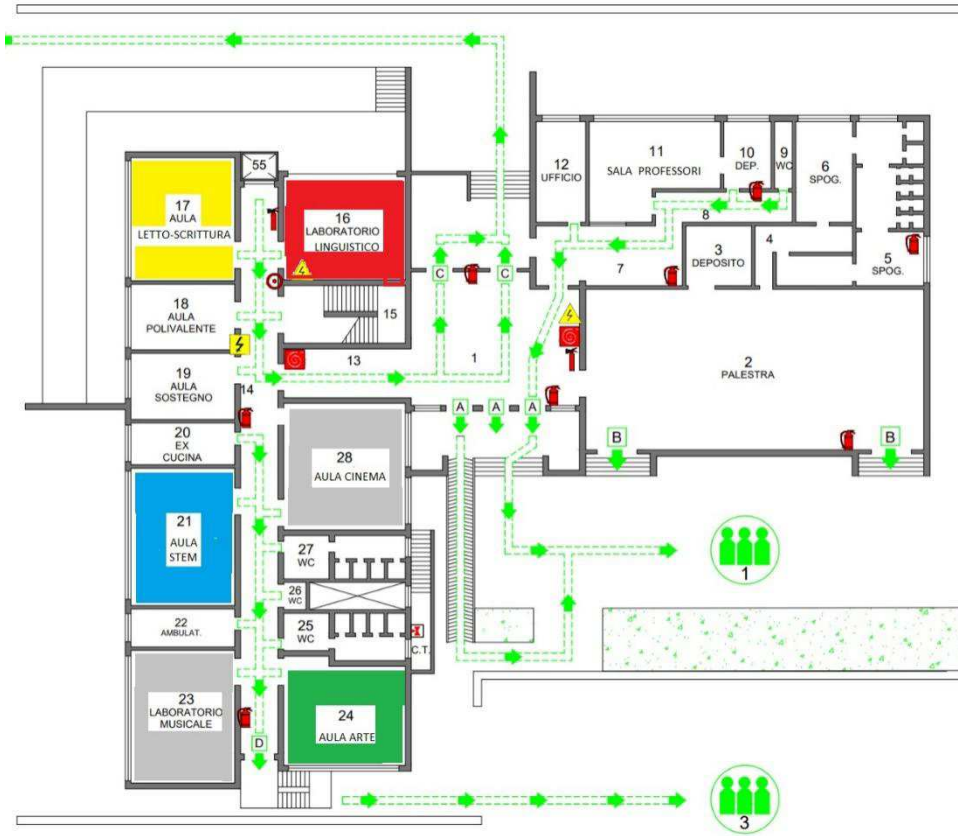 55
17
AULA
LETTO-SCRITTURA
16
LABORATORIO
LINGUISTICO
12
UFFICIO
11
SALA PROFESSORI
10
DEP.
9
WC
6
SPOG.
8
3
DEPOSITO
4
5
SPOG.
7
C
C
18
AULA
POLIVALENTE
15
13
1
2
PALESTRA
19
AULA
SOSTEGNO
14
A
A
A
B
B
20
EX
CUCINA
28
AULA CINEMA
21
AULA
STEM
27
WC
26
WC
25
WC
1
22
AMBULAT.
C.T.
23
LABORATORIO
MUSICALE
24
AULA ARTE
D
3